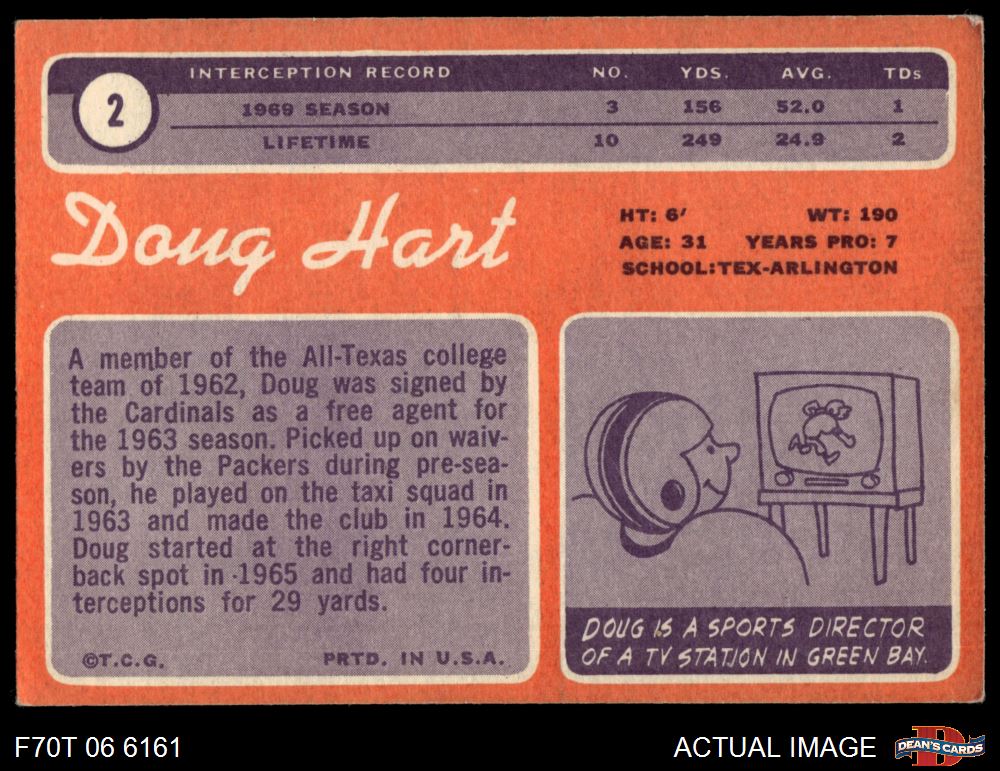 2
INTERCEPTION RECORD NO. YDS. AVG. TDs
1969 SEASON 3 156 52.0 1
LIFETIME 10 249 24.9 2
Doug Hart
HT: 6′ WT: 190
AGE: 31 YEARS PRO: 7
SCHOOL:TEX-ARLINGTON
A member of the All-Texas college
team of 1962, Doug was signed by
the Cardinals as a free agent for
the 1963 season. Picked up on waiv-
ers by the Packers during pre-sea-
son, he played on the taxi squad in
1963 and made the club in 1964.
Doug started at the right corner-
back spot in 1965 and had four in-
terceptions for 29 yards.
©T.C.G. PRTD. IN U.S.A.
DOUG IS A SPORTS DIRECTOR
OF A TV STATION IN GREEN BAY.
F70T 06 6161
ACTUAL IMAGE
D
DEAN'S CARDS